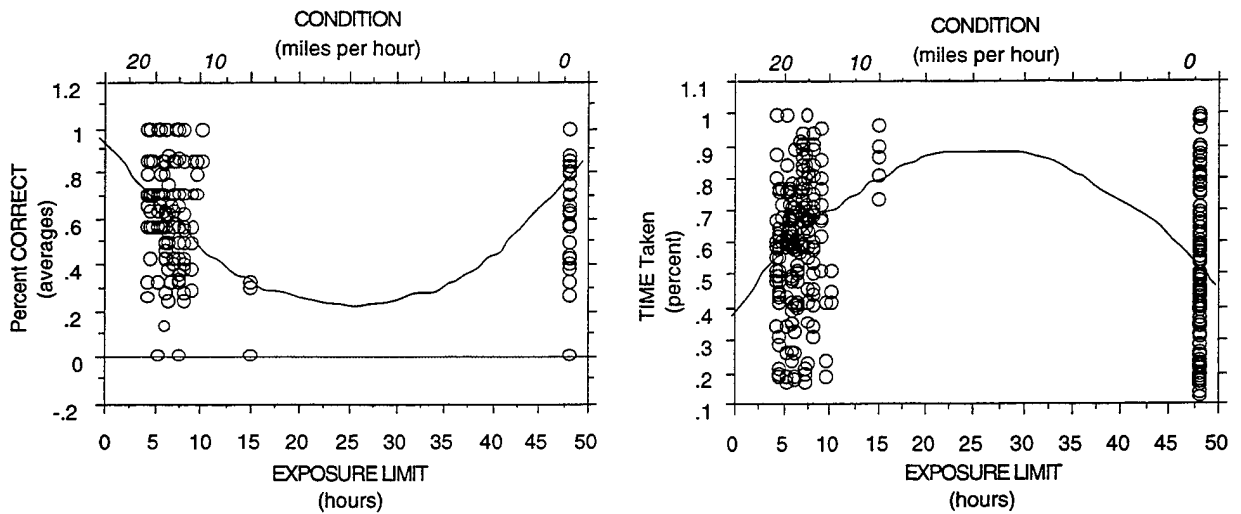 CONDITION
(miles per hour)
20 10 0
1.2
1
.8
.6
.4
.2
0
-.2
Percent CORRECT
(averages)
0 5 10 15 20 25 30 35 40 45 50
EXPOSURE LIMIT
(hours)
CONDITION
(miles per hour)
20 10 0
1.1
1
.9
.8
.7
.6
.5
.4
.3
.2
.1
TIME Taken
(percent)
0 5 10 15 20 25 30 35 40 45 50
EXPOSURE LIMIT
(hours)